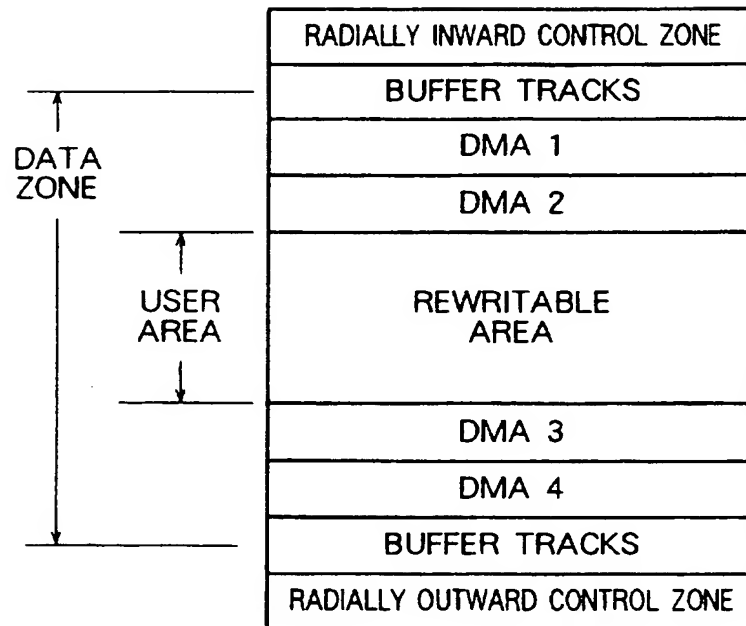 RADIALLY INWARD CONTROL ZONE
BUFFER TRACKS
DMA 1
DATA
ZONE
DMA 2
USER
AREA
REWRITABLE
AREA
DMA 3
DMA 4
BUFFER TRACKS
RADIALLY OUTWARD CONTROL ZONE